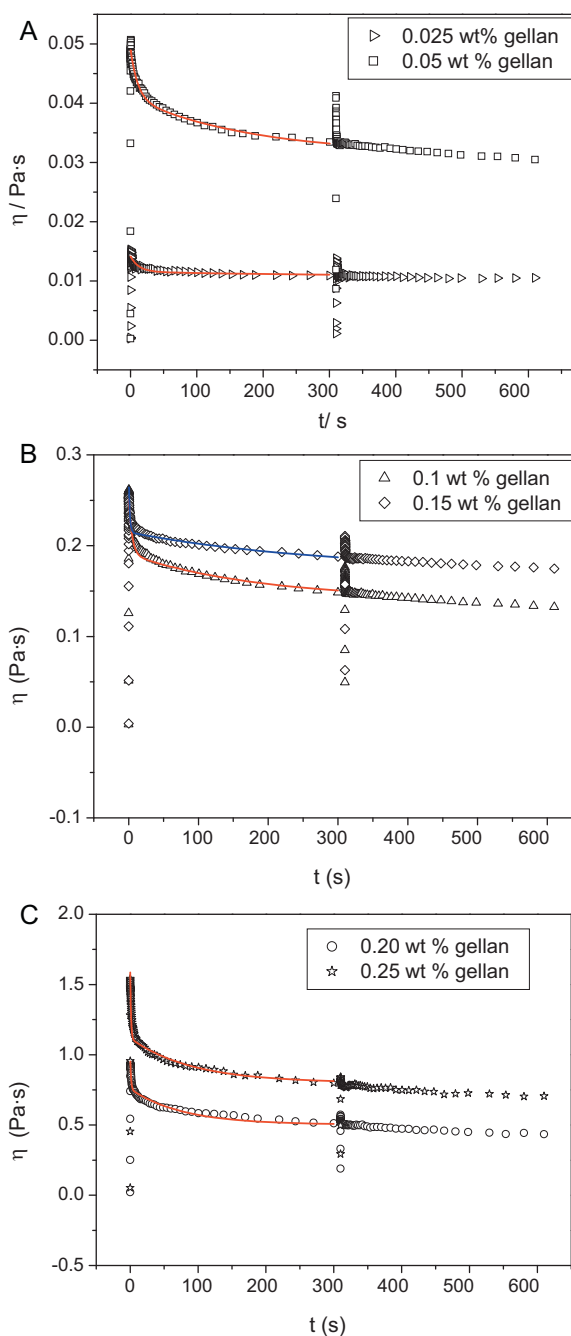 A
0.025 wt% gellan
0.05 wt % gellan
0.05
0.04
0.03
0.02
0.01
0.00
η / Pa·s
0 100 200 300 400 500 600
t/ s
B
0.1 wt % gellan
0.15 wt % gellan
0.3
0.2
0.1
0.0
-0.1
η (Pa·s)
0 100 200 300 400 500 600
t (s)
C
0.20 wt % gellan
0.25 wt % gellan
2.0
1.5
1.0
0.5
0.0
-0.5
η (Pa·s)
0 100 200 300 400 500 600
t (s)